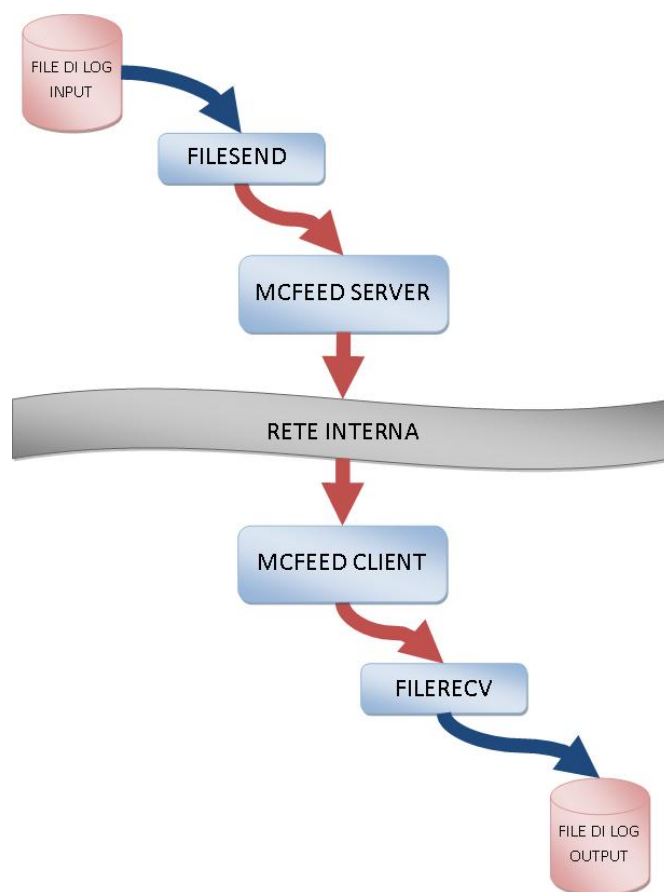 FILE DI LOG
INPUT
FILESEND
MCFEED SERVER
RETE INTERNA
MCFEED CLIENT
FILERECV
FILE DI LOG
OUTPUT